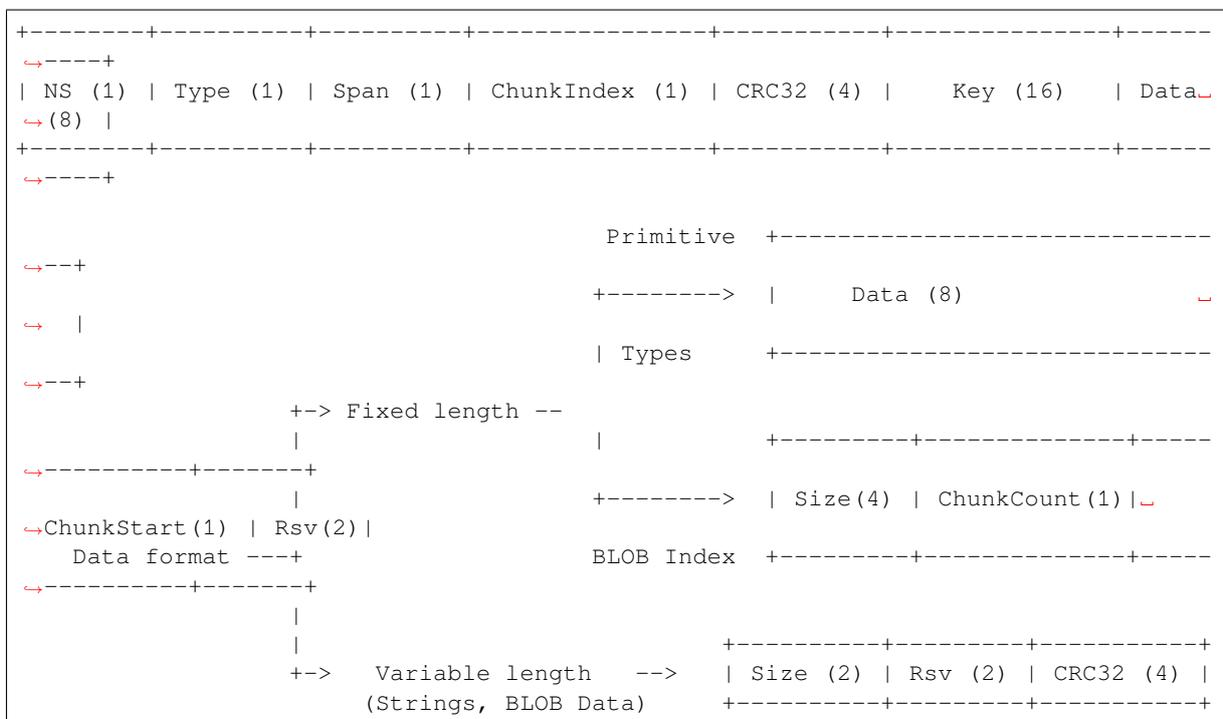 +--------+----------+----------+---------------+-----------+---------------+------
↪----+
| NS (1) | Type (1) | Span (1) | ChunkIndex (1) | CRC32 (4) |    Key (16)    | Data␣
↪(8) |
+--------+----------+----------+---------------+-----------+---------------+------
↪----+
Primitive  +------------------------------
↪--+
+-------->  |     Data (8)                ␣
↪  |
| Types     +------------------------------
↪--+
+-> Fixed length --
|                    |           +---------+--------------+-----
↪----------+-------+
|                    +-------->  | Size(4) | ChunkCount(1)|␣
↪ChunkStart(1) | Rsv(2)|
Data format ---+                    BLOB Index  +---------+--------------+-----
↪----------+-------+
|
|                             +----------+---------+-----------+
+->   Variable length   -->   | Size (2) | Rsv (2) | CRC32 (4) |
(Strings, BLOB Data)     +----------+---------+-----------+